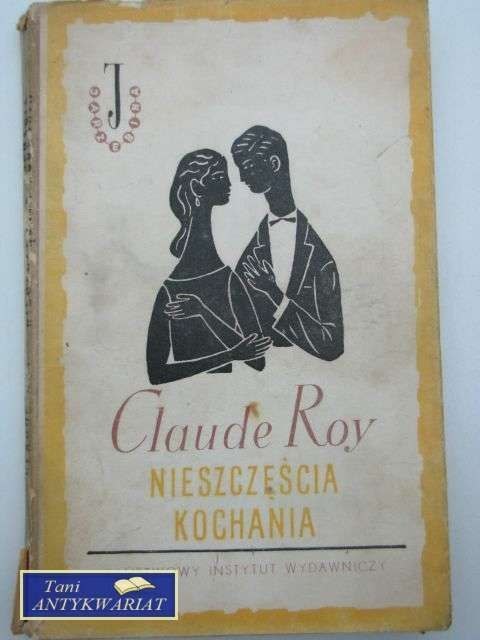 J
Claude Roy
NIESZCZĘŚCIA
KOCHANIA
INSTYTUT WYDAWNICZY
Tani
ANTYKWARIAT